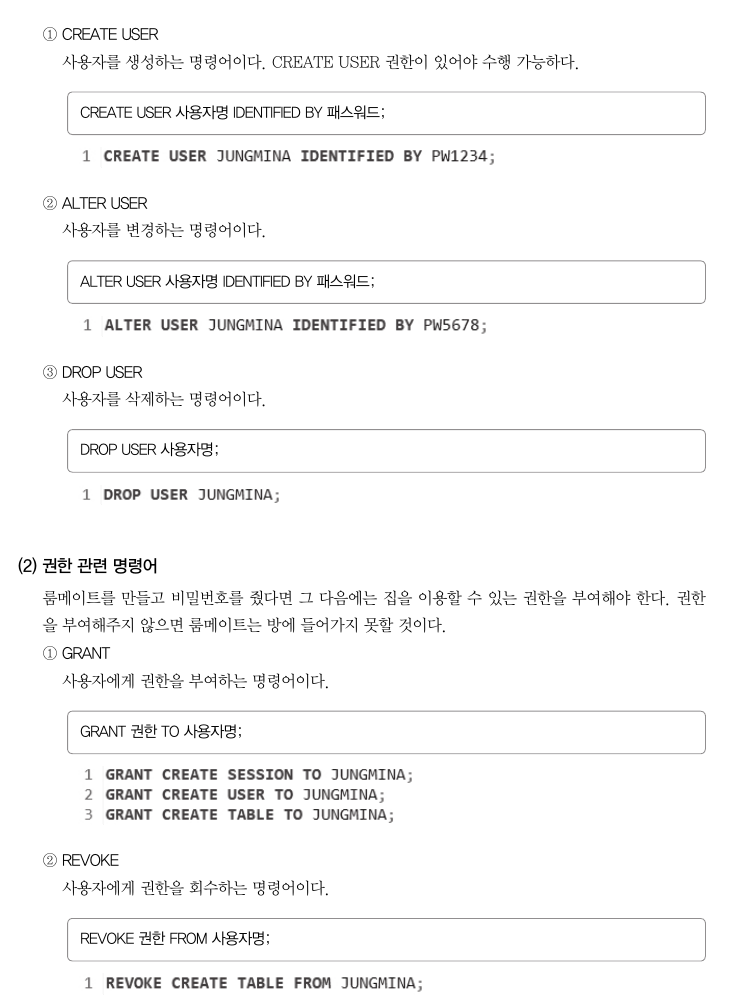 ① CREATE USER
사용자를 생성하는 명령어이다. CREATE USER 권한이 있어야 수행 가능하다.
CREATE USER 사용자명 IDENTIFIED BY 패스워드;
1 CREATE USER JUNGMINA IDENTIFIED BY PW1234;
② ALTER USER
사용자를 변경하는 명령어이다.
ALTER USER 사용자명 IDENTIFIED BY 패스워드;
1 ALTER USER JUNGMINA IDENTIFIED BY PW5678;
③ DROP USER
사용자를 삭제하는 명령어이다.
DROP USER 사용자명;
1 DROP USER JUNGMINA;
(2) 권한 관련 명령어
룸메이트를 만들고 비밀번호를 줬다면 그 다음에는 집을 이용할 수 있는 권한을 부여해야 한다. 권한
을 부여해주지 않으면 룸메이트는 방에 들어가지 못할 것이다.
① GRANT
사용자에게 권한을 부여하는 명령어이다.
GRANT 권한 TO 사용자명;
1 GRANT CREATE SESSION TO JUNGMINA;
2 GRANT CREATE USER TO JUNGMINA;
3 GRANT CREATE TABLE TO JUNGMINA;
② REVOKE
사용자에게 권한을 회수하는 명령어이다.
REVOKE 권한 FROM 사용자명;
1 REVOKE CREATE TABLE FROM JUNGMINA;